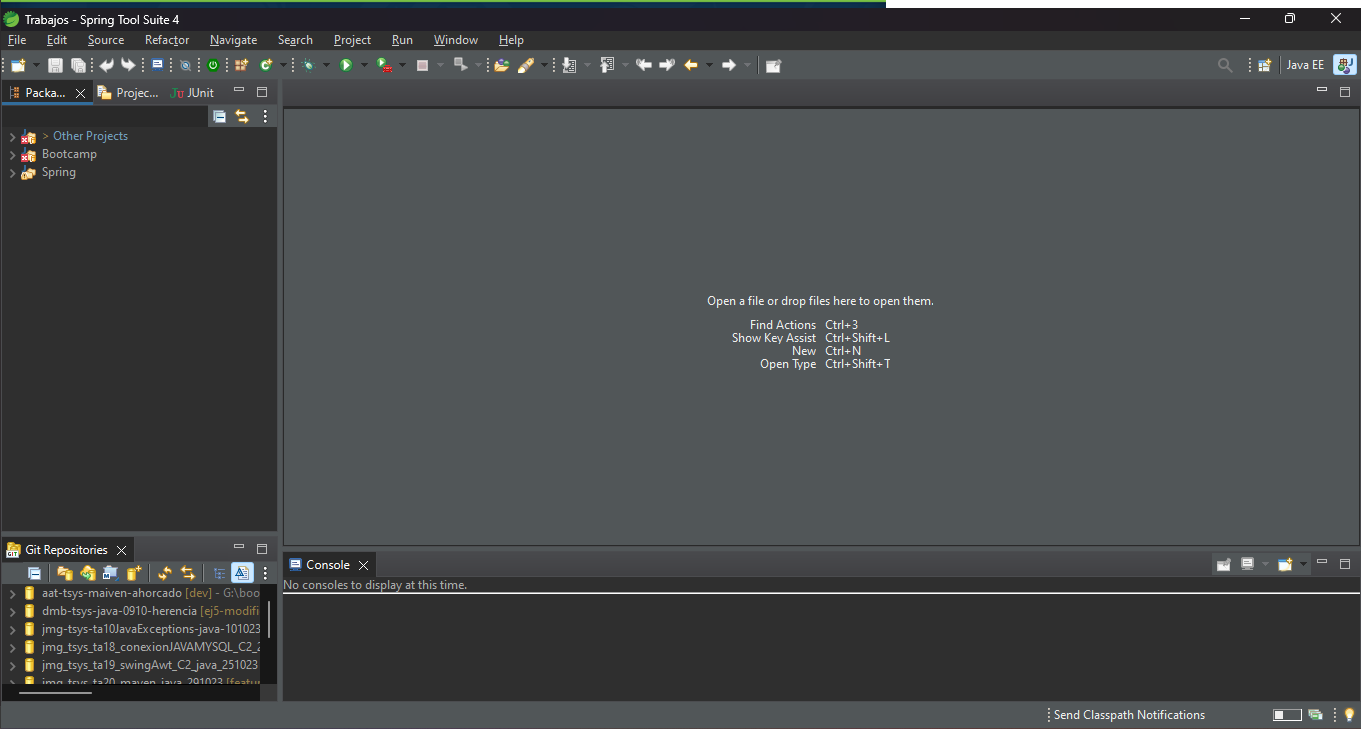 Trabajos - Spring Tool Suite 4
File Edit Source Refactor Navigate Search Project Run Window Help
Java EE
Packa... Projec... JUnit
> Other Projects
Bootcamp
Spring
Open a file or drop files here to open them.
Find Actions Ctrl+3
Show Key Assist Ctrl+Shift+L
New Ctrl+N
Open Type Ctrl+Shift+T
Git Repositories
aat-tsys-maiven-ahorcado [dev] - G:\boo
dmb-tsys-java-0910-herencia [ej5-modifi
jmg-tsys-ta10JavaExceptions-java-101023
jmg_tsys_ta18_conexionJAVAMYSQL_C2_2
jmg_tsys_ta19_swingAwt_C2_java_251023
jmg_tsys_ta20_maven_java_291023 [featur
Console
No consoles to display at this time.
Send Classpath Notifications